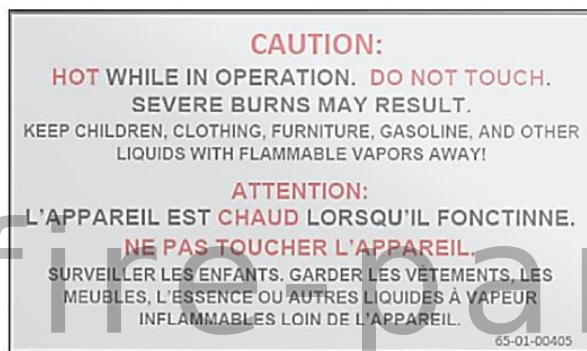 CAUTION:
HOT WHILE IN OPERATION. DO NOT TOUCH.
SEVERE BURNS MAY RESULT.
KEEP CHILDREN, CLOTHING, FURNITURE, GASOLINE, AND OTHER
LIQUIDS WITH FLAMMABLE VAPORS AWAY!
ATTENTION:
L'APPAREIL EST CHAUD LORSQU'IL FONCTINNE.
NE PAS TOUCHER L'APPAREIL.
SURVEILLER LES ENFANTS. GARDER LES VÊTEMENTS, LES
MEUBLES, L'ESSENCE OU AUTRES LIQUIDES À VAPEUR
INFLAMMABLES LOIN DE L'APPAREIL.
65-01-00405
fire-par